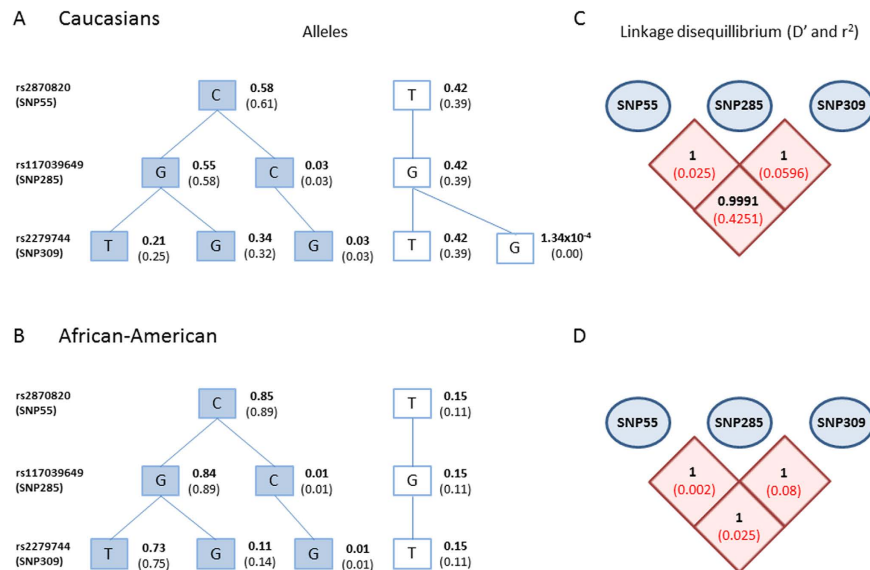 A Caucasians
Alleles
rs2870820
(SNP55)
C 0.58
(0.61)
T 0.42
(0.39)
rs117039649
(SNP285)
G 0.55
(0.58)
C 0.03
(0.03)
G 0.42
(0.39)
rs2279744
(SNP309)
T 0.21
(0.25)
G 0.34
(0.32)
G 0.03
(0.03)
T 0.42
(0.39)
G 1.34x10⁻⁴
(0.00)
C
Linkage disequillibrium (D’ and r²)
SNP55 SNP285 SNP309
1
(0.025)
1
(0.0596)
0.9991
(0.4251)
B African-American
rs2870820
(SNP55)
C 0.85
(0.89)
T 0.15
(0.11)
rs117039649
(SNP285)
G 0.84
(0.89)
C 0.01
(0.01)
G 0.15
(0.11)
rs2279744
(SNP309)
T 0.73
(0.75)
G 0.11
(0.14)
G 0.01
(0.01)
T 0.15
(0.11)
D
SNP55 SNP285 SNP309
1
(0.002)
1
(0.08)
1
(0.025)